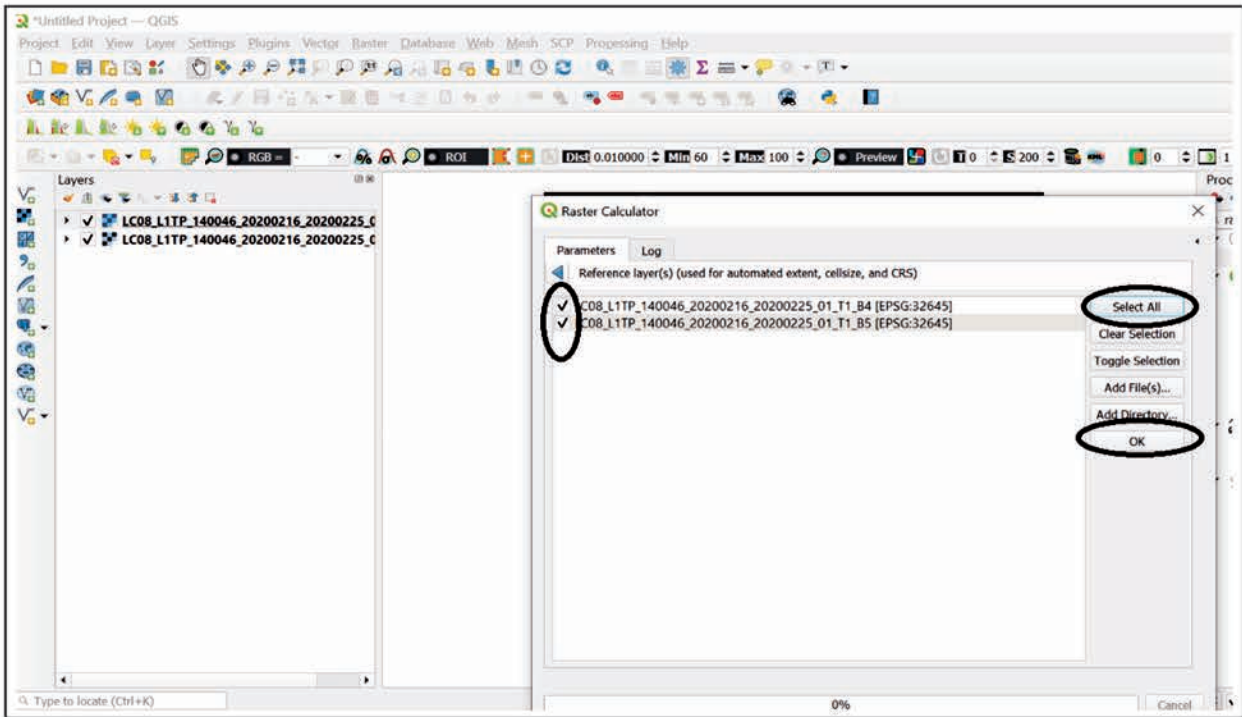 *Untitled Project — QGIS
Project Edit View Layer Settings Plugins Vector Raster Database Web Mesh SCP Processing Help
RGB = - ROI Dist 0.010000 Min 60 Max 100 Preview T 0 S 200 0 1
Layers
Proc
LC08_L1TP_140046_20200216_20200225_0
LC08_L1TP_140046_20200216_20200225_0
Raster Calculator
Parameters Log
Reference layer(s) (used for automated extent, cellsize, and CRS)
C08_L1TP_140046_20200216_20200225_01_T1_B4 [EPSG:32645]
C08_L1TP_140046_20200216_20200225_01_T1_B5 [EPSG:32645]
Select All
Clear Selection
Toggle Selection
Add File(s)...
Add Directory...
OK
Type to locate (Ctrl+K)
0%
Cancel